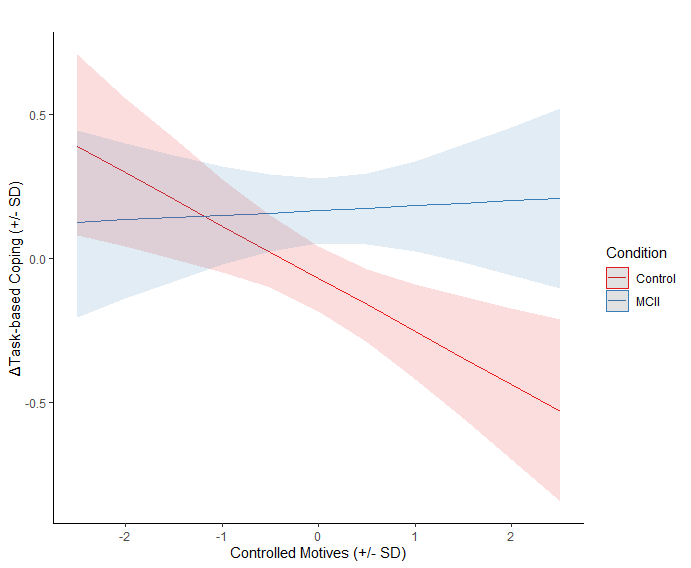 0.5
0.0
-0.5
ΔTask-based Coping (+/- SD)
-2
-1
0
1
2
Controlled Motives (+/- SD)
Condition
Control
MCII